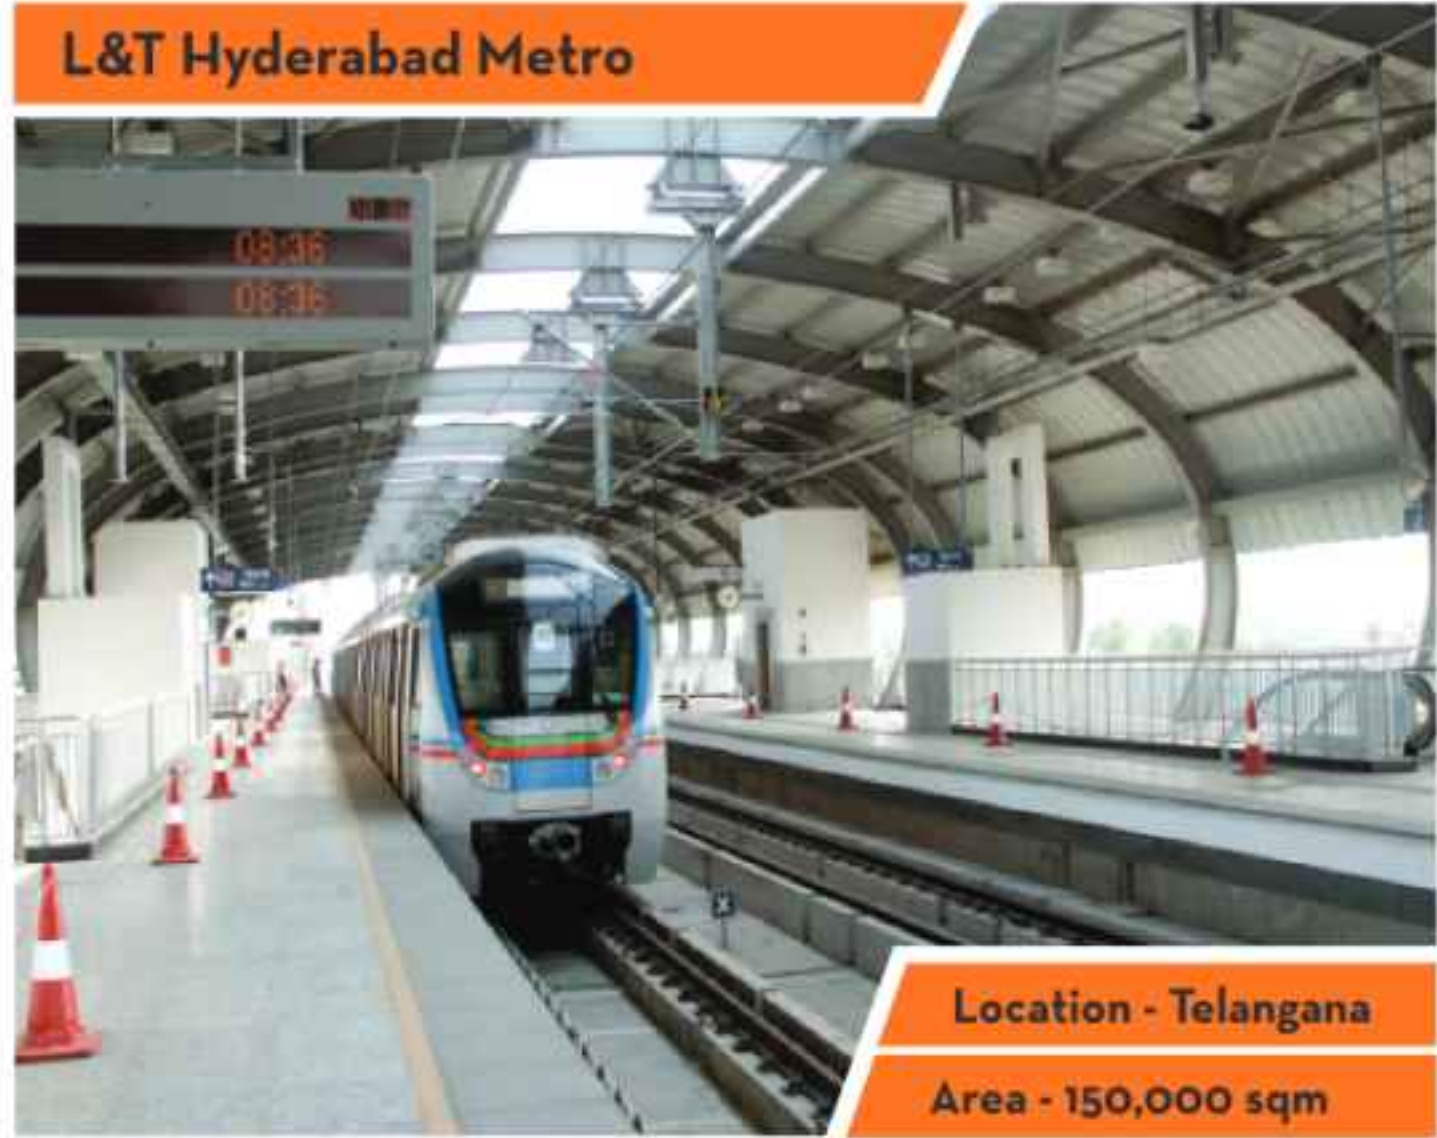 L&T Hyderabad Metro
08:36
08:36
Location - Telangana
Area - 150,000 sqm